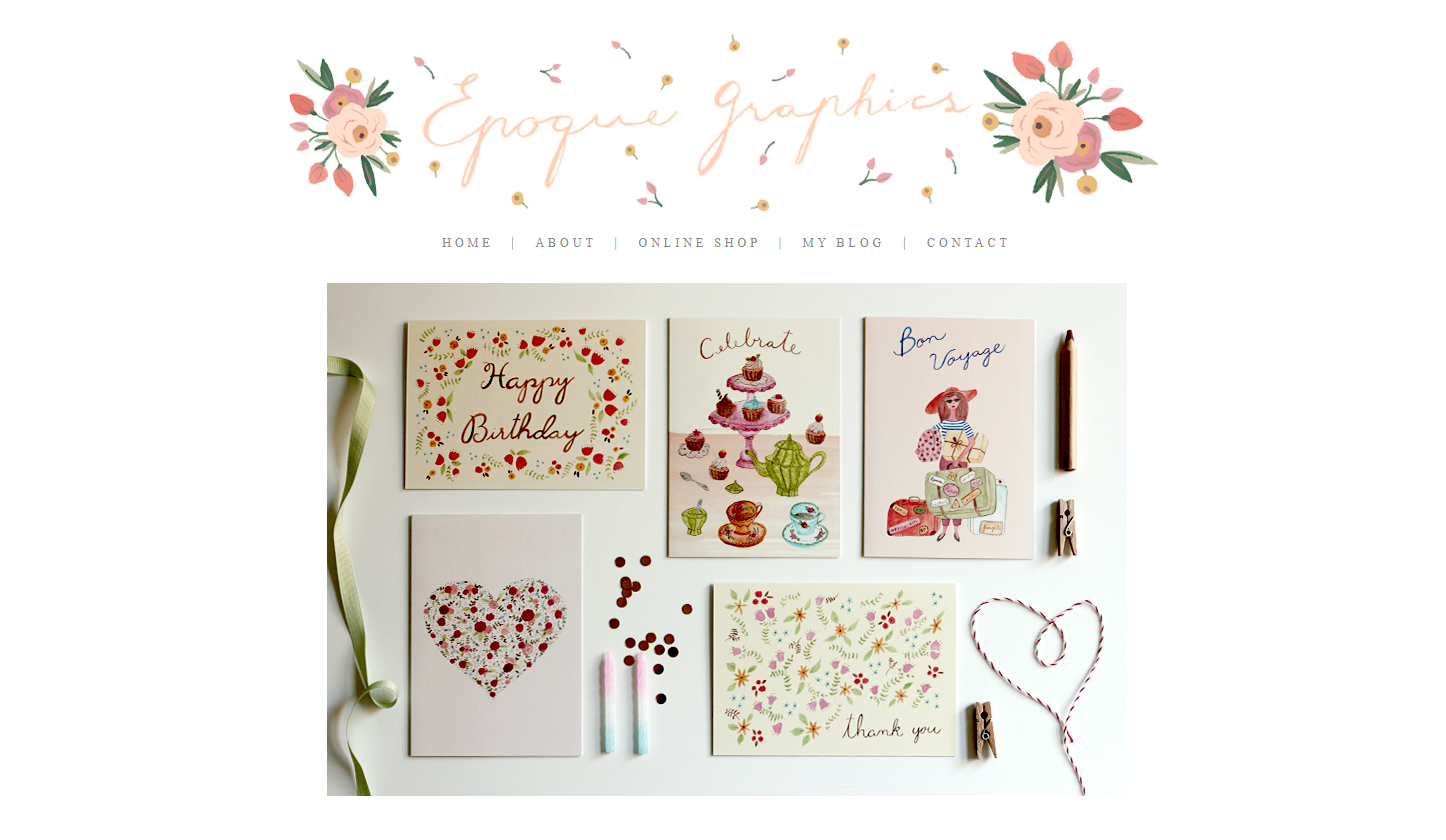 Epoque Graphics
HOME | ABOUT | ONLINE SHOP | MY BLOG | CONTACT
Happy
Birthday
Celebrate
Bon
Voyage
thank you